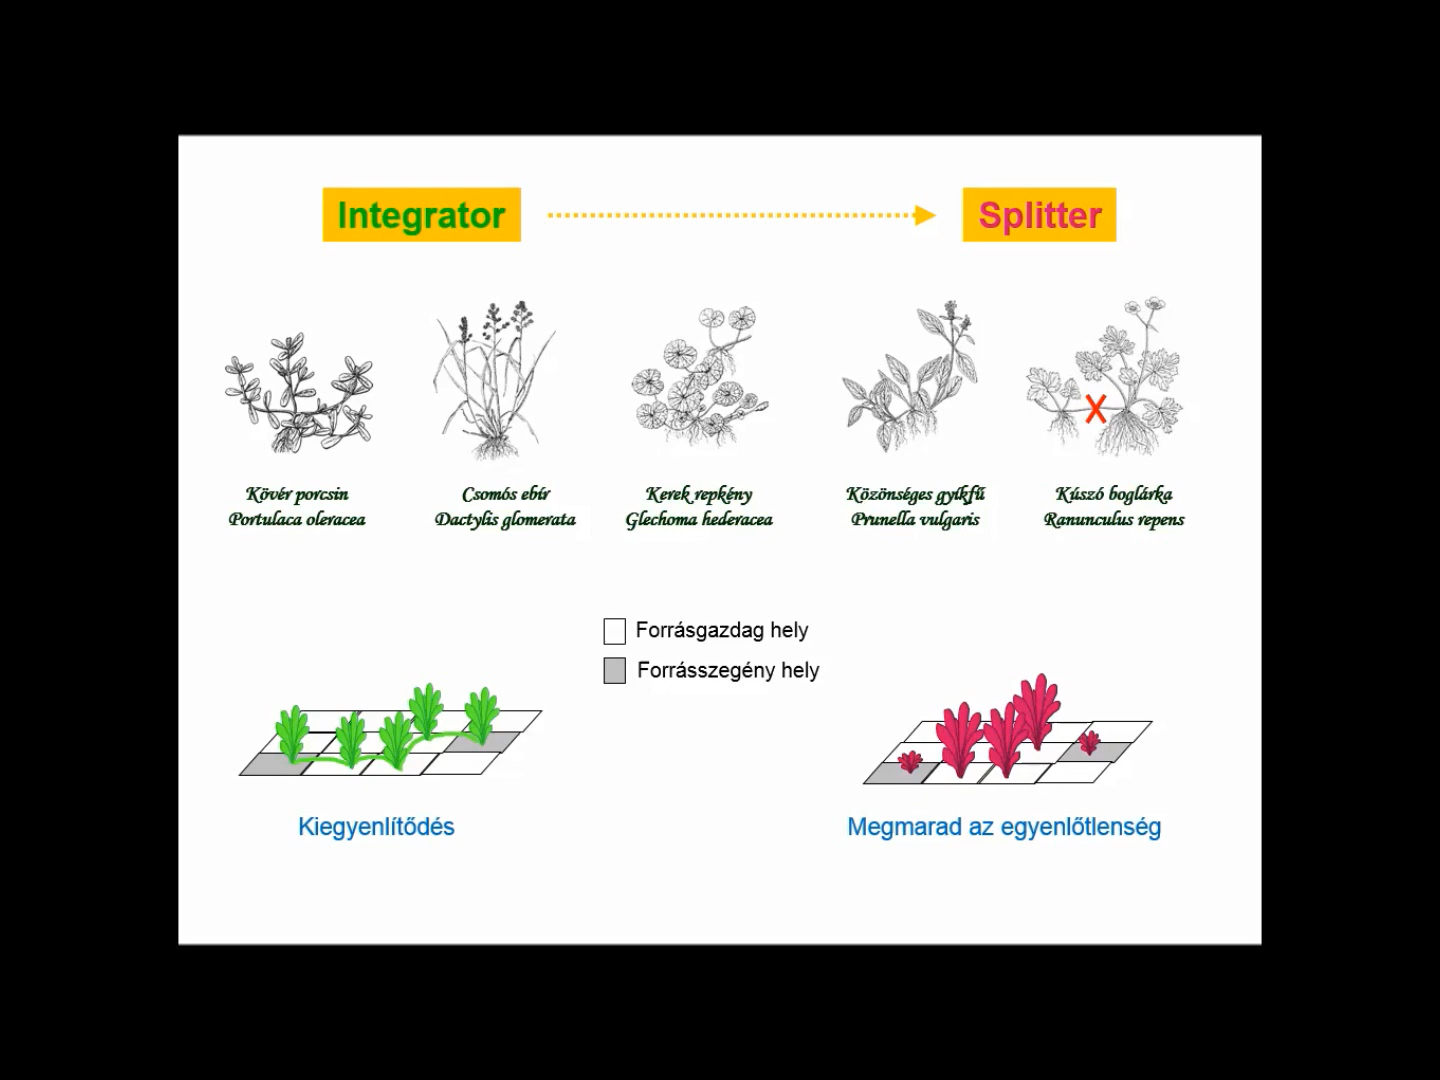 Integrator
Splitter
Kövér porcsin
Portulaca oleracea
Csomós ebír
Dactylis glomerata
Kerek repkény
Glechoma hederacea
Közönséges gyíkfű
Prunella vulgaris
Kúszó boglárka
Ranunculus repens
X
Forrásgazdag hely
Forrásszegény hely
Kiegyenlítődés
Megmarad az egyenlőtlenség